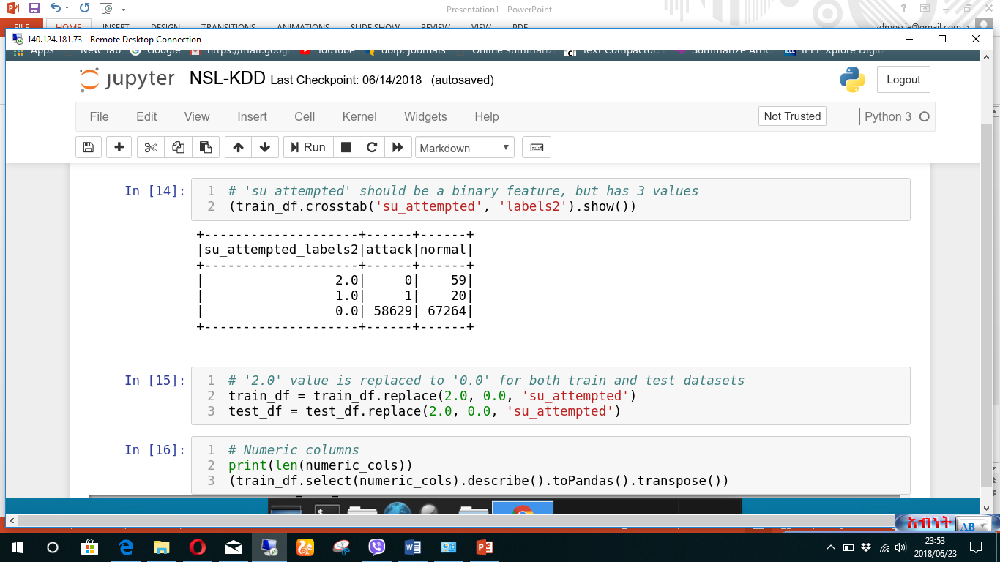 Presentation1 - PowerPoint
?
FILE HOME INSERT DESIGN TRANSITIONS ANIMATIONS SLIDE SHOW REVIEW VIEW PDF
zdmossie@gmail.com
140.124.181.73 - Remote Desktop Connection
Apps New Tab Google https://mail.goog YouTube dblp: journals Online summariz Text Compactor: Summarize Artic IEEE Xplore Digit
jupyter NSL-KDD Last Checkpoint: 06/14/2018 (autosaved)
Logout
File Edit View Insert Cell Kernel Widgets Help
Not Trusted
Python 3
Run
Markdown
In [14]:
1 # 'su_attempted' should be a binary feature, but has 3 values
2 (train_df.crosstab('su_attempted', 'labels2').show())
+--------------------+------+------+
|su_attempted_labels2|attack|normal|
+--------------------+------+------+
|                 2.0|     0|    59|
|                 1.0|     1|    20|
|                 0.0| 58629| 67264|
+--------------------+------+------+
In [15]:
1 # '2.0' value is replaced to '0.0' for both train and test datasets
2 train_df = train_df.replace(2.0, 0.0, 'su_attempted')
3 test_df = test_df.replace(2.0, 0.0, 'su_attempted')
In [16]:
1 # Numeric columns
2 print(len(numeric_cols))
3 (train_df.select(numeric_cols).describe().toPandas().transpose())
አብነት AB
23:53
2018/06/23